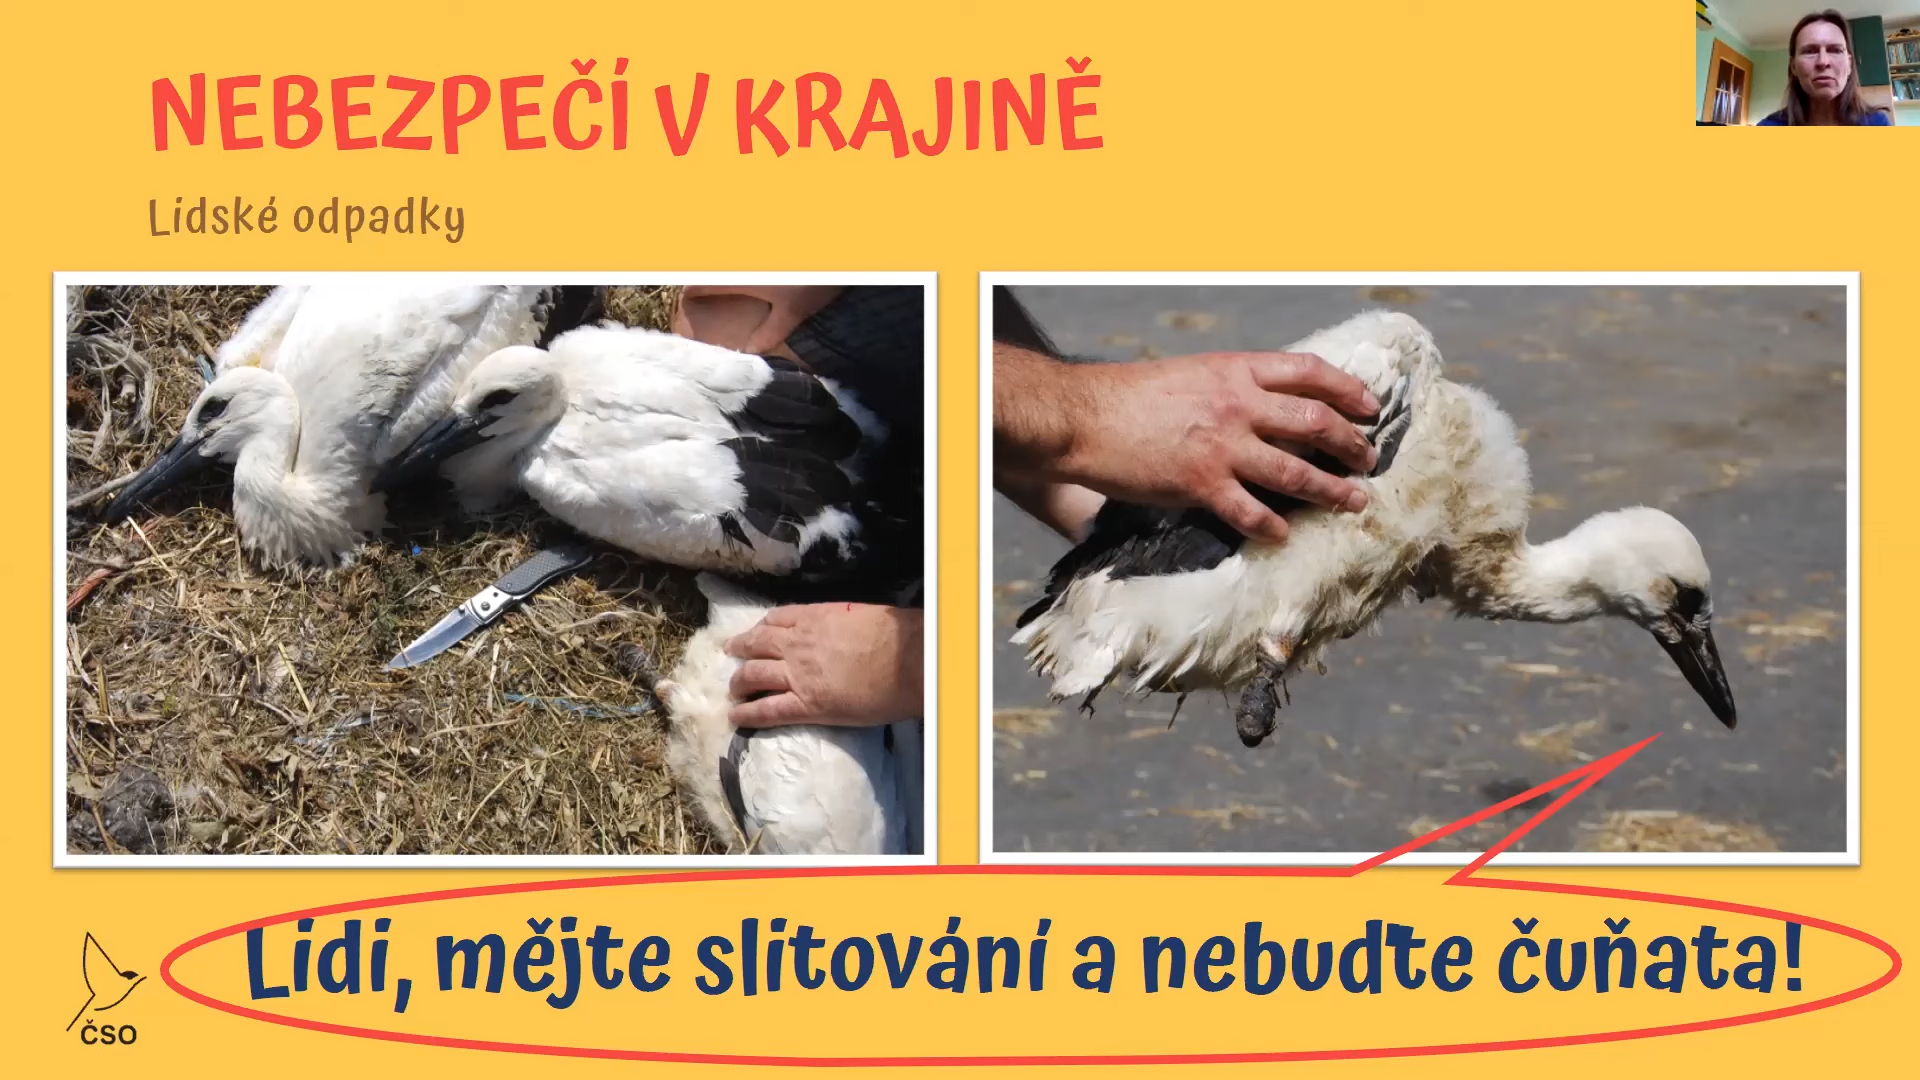 NEBEZPEČÍ V KRAJINĚ
Lidské odpadky
Lidi, mějte slitování a nebuďte čuňata!
ČSO